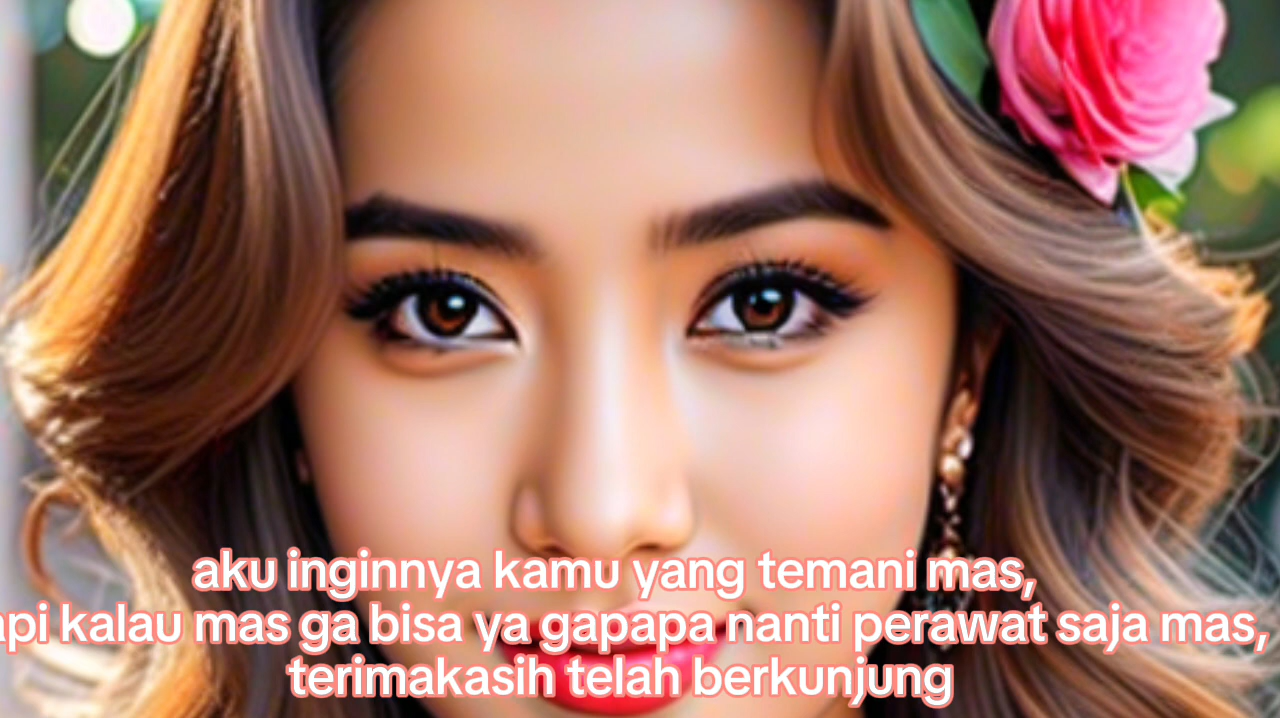 aku inginnya kamu yang temani mas,
api kalau mas ga bisa ya gapapa nanti perawat saja mas,
terimakasih telah berkunjung